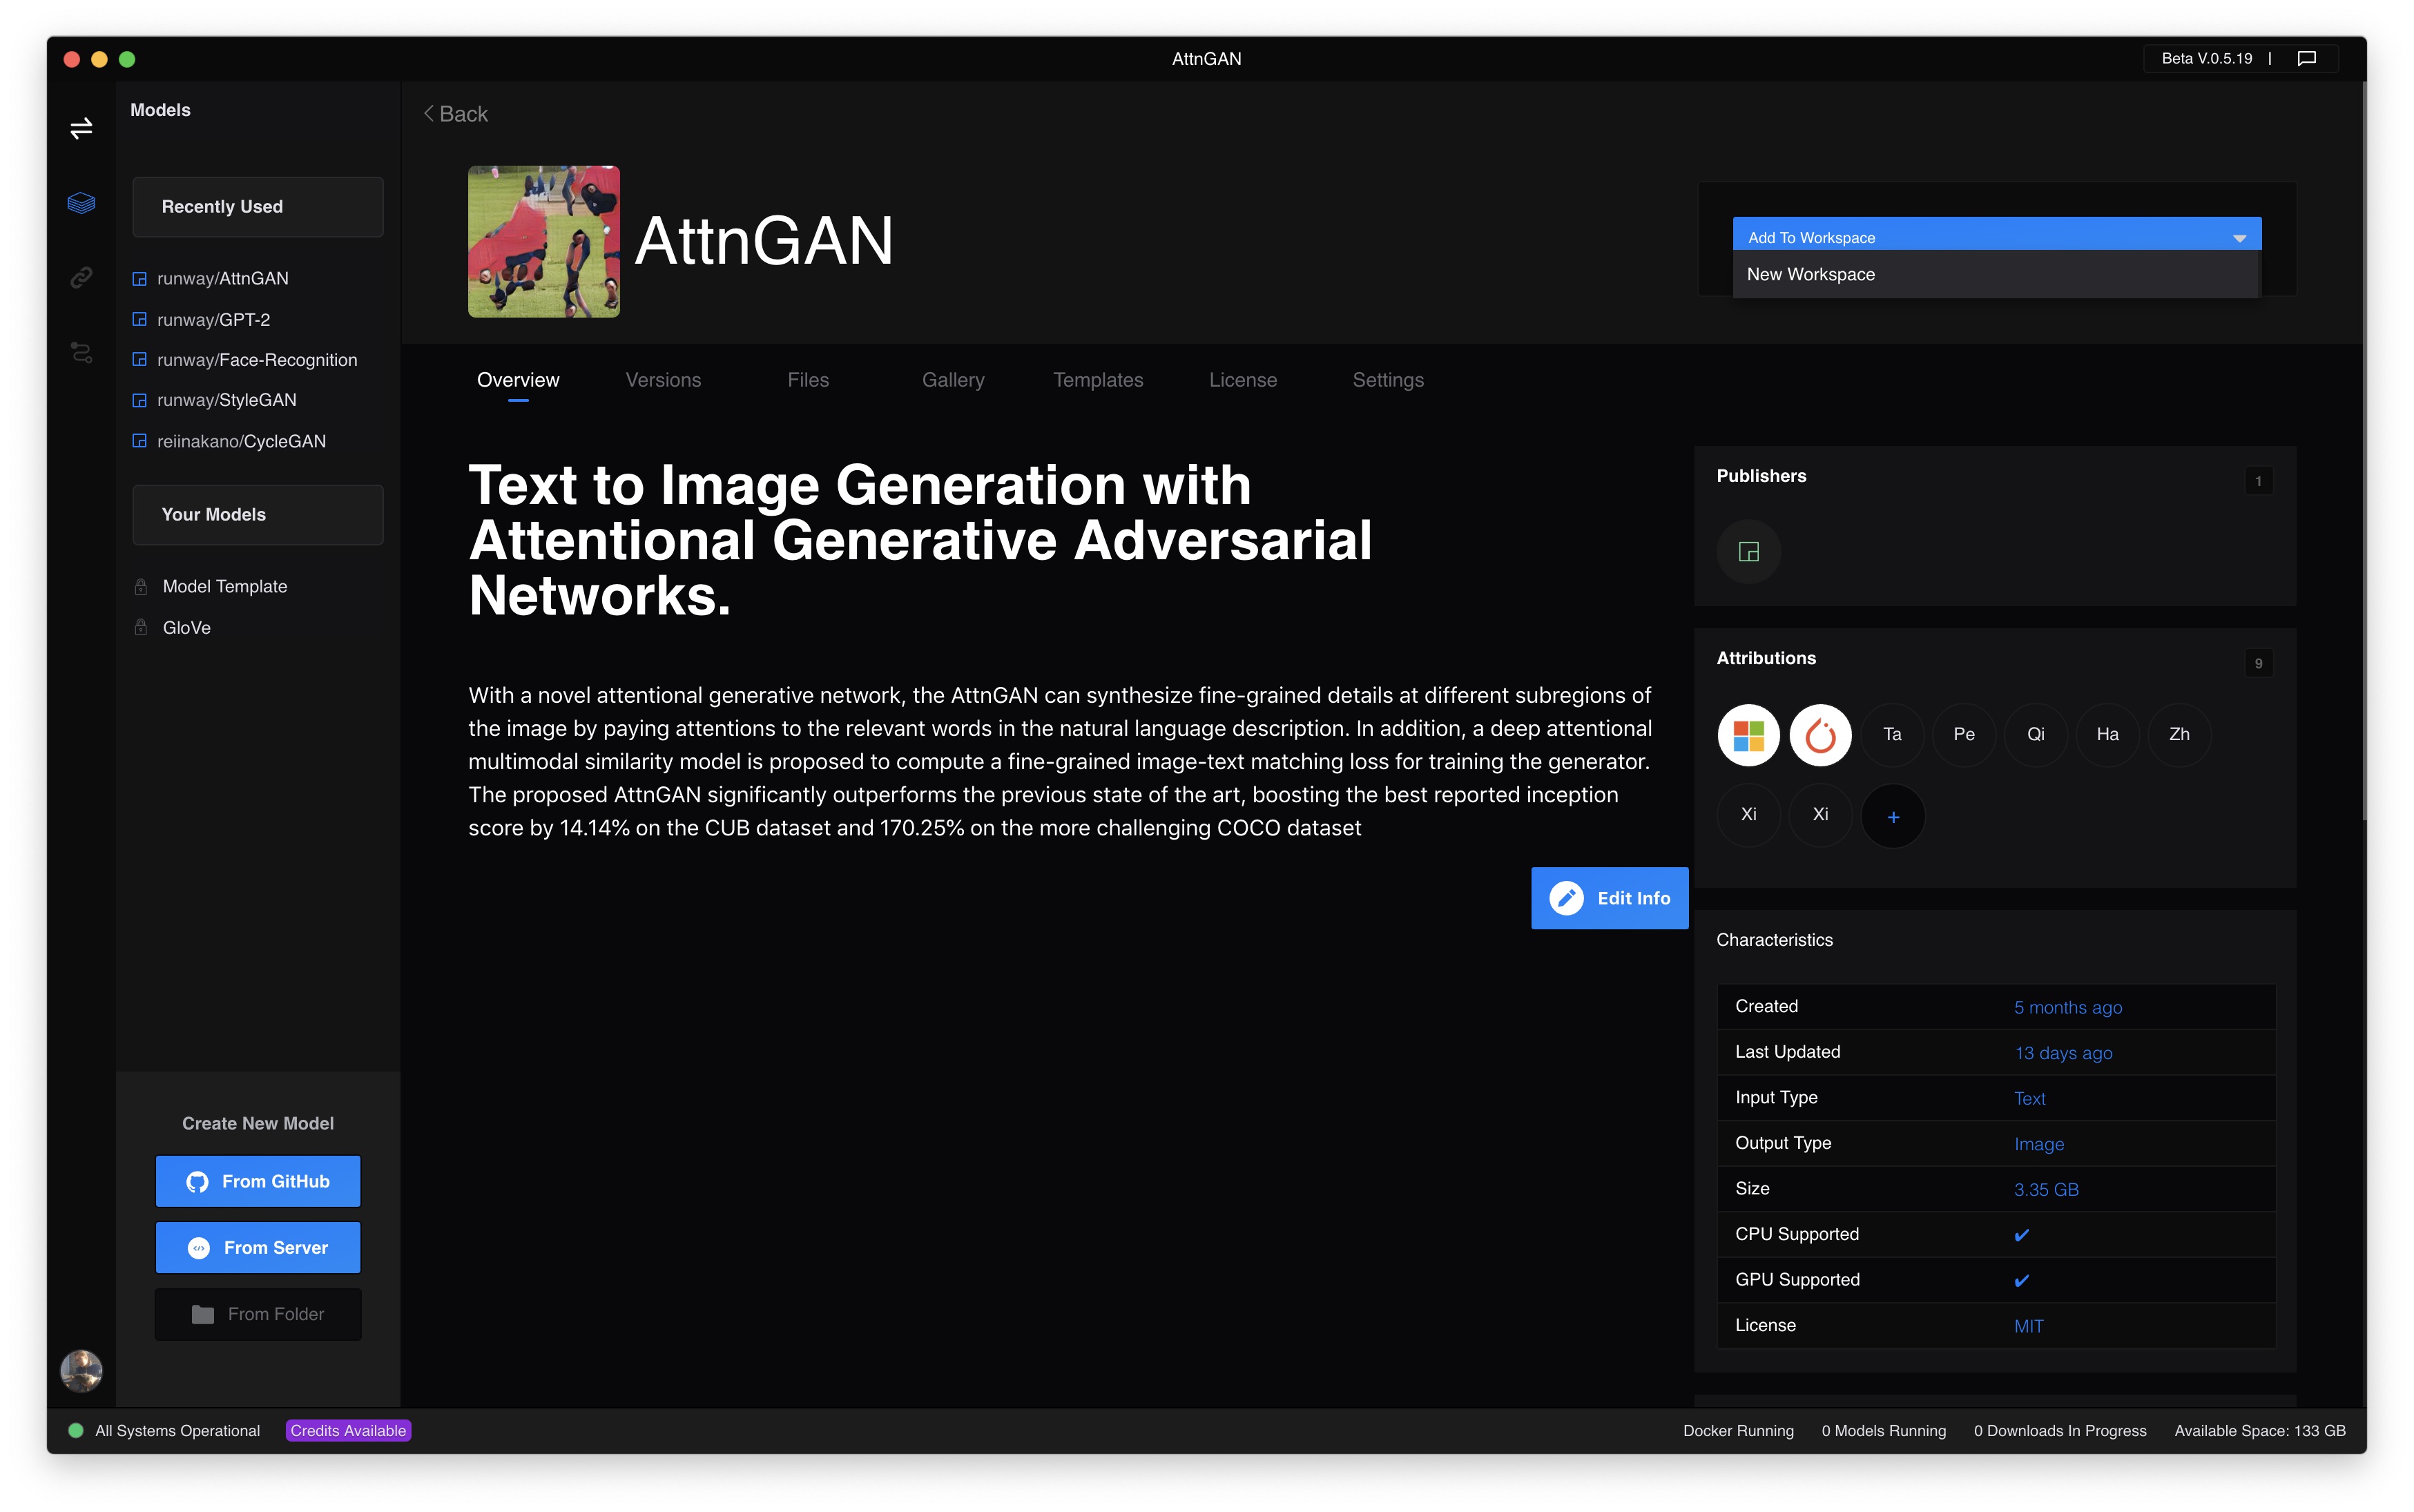 AttnGAN
Beta V.0.5.19 |
Models
Recently Used
runway/AttnGAN
runway/GPT-2
runway/Face-Recognition
runway/StyleGAN
reiinakano/CycleGAN
Your Models
Model Template
GloVe
Create New Model
From GitHub
From Server
From Folder
Back
AttnGAN
Add To Workspace
New Workspace
Overview
Versions
Files
Gallery
Templates
License
Settings
Text to Image Generation with
Attentional Generative Adversarial
Networks.
With a novel attentional generative network, the AttnGAN can synthesize fine-grained details at different subregions of
the image by paying attentions to the relevant words in the natural language description. In addition, a deep attentional
multimodal similarity model is proposed to compute a fine-grained image-text matching loss for training the generator.
The proposed AttnGAN significantly outperforms the previous state of the art, boosting the best reported inception
score by 14.14% on the CUB dataset and 170.25% on the more challenging COCO dataset
Edit Info
Publishers
1
Attributions
9
Ta
Pe
Qi
Ha
Zh
Xi
Xi
+
Characteristics
Created 5 months ago
Last Updated 13 days ago
Input Type Text
Output Type Image
Size 3.35 GB
CPU Supported ✔
GPU Supported ✔
License MIT
All Systems Operational
Credits Available
Docker Running
0 Models Running
0 Downloads In Progress
Available Space: 133 GB